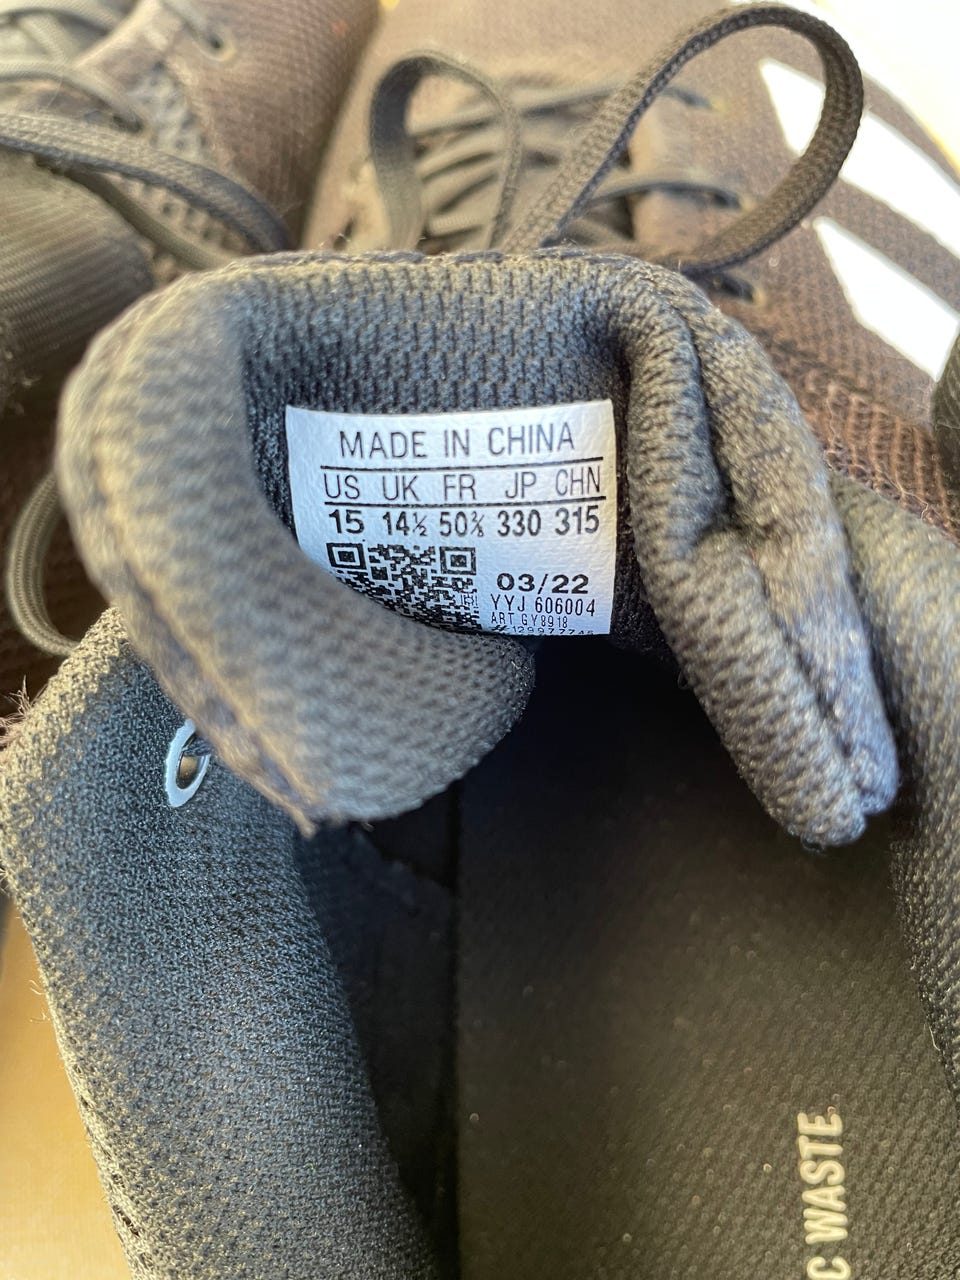 MADE IN CHINA
US UK FR JP CHN
15 14½ 50⅔ 330 315
03/22
YYJ 606004
ART GY8918
#129977745
C WASTE